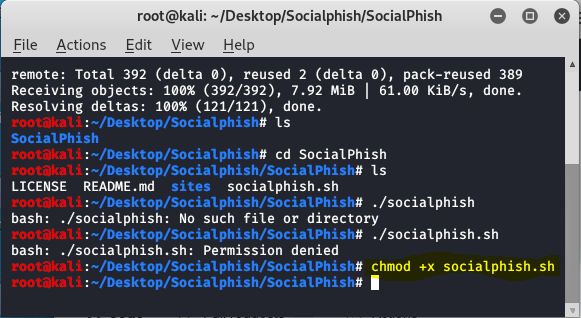 root@kali: ~/Desktop/Socialphish/SocialPhish
File Actions Edit View Help
remote: Total 392 (delta 0), reused 2 (delta 0), pack-reused 389
Receiving objects: 100% (392/392), 7.92 MiB | 61.00 KiB/s, done.
Resolving deltas: 100% (121/121), done.
root@kali:~/Desktop/Socialphish# ls
SocialPhish
root@kali:~/Desktop/Socialphish# cd SocialPhish
root@kali:~/Desktop/Socialphish/SocialPhish# ls
LICENSE README.md sites socialphish.sh
root@kali:~/Desktop/Socialphish/SocialPhish# ./socialphish
bash: ./socialphish: No such file or directory
root@kali:~/Desktop/Socialphish/SocialPhish# ./socialphish.sh
bash: ./socialphish.sh: Permission denied
root@kali:~/Desktop/Socialphish/SocialPhish# chmod +x socialphish.sh
root@kali:~/Desktop/Socialphish/SocialPhish#